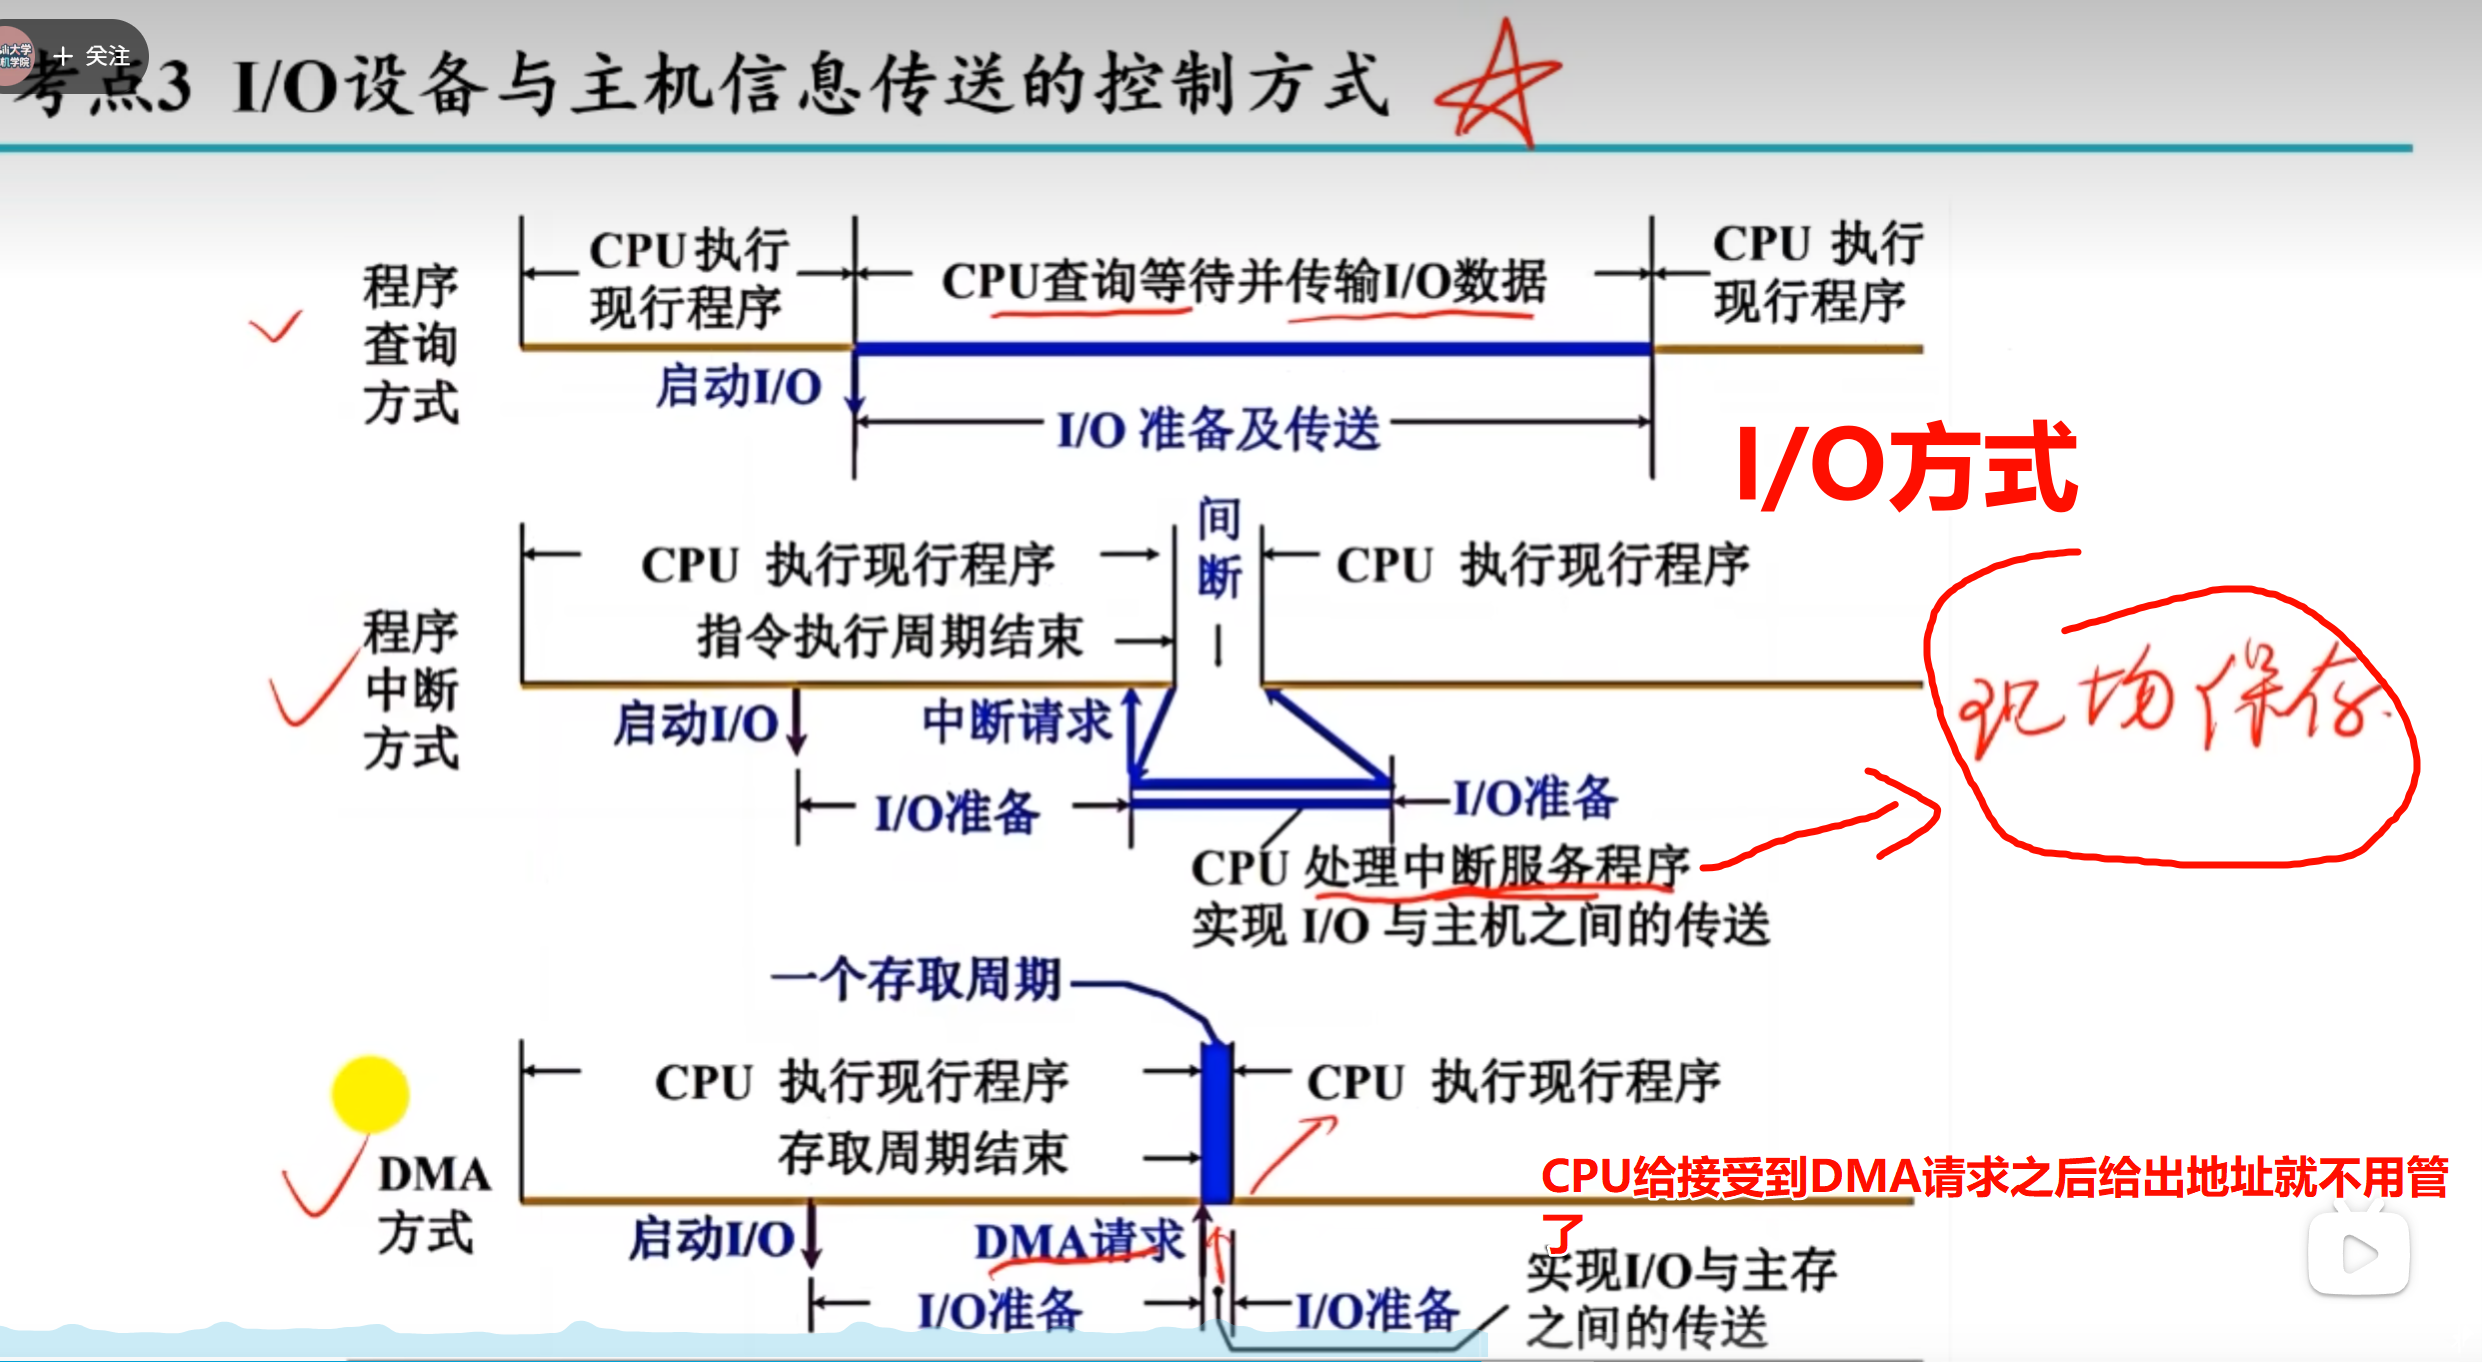 + 关注
考点3 I/O设备与主机信息传送的控制方式
程序
查询
方式
CPU执行
现行程序
CPU查询等待并传输I/O数据
CPU 执行
现行程序
启动I/O
I/O 准备及传送
I/O方式
程序
中断
方式
CPU 执行现行程序
指令执行周期结束
间
断
CPU 执行现行程序
启动I/O
中断请求
I/O准备
I/O准备
CPU 处理中断服务程序
实现 I/O 与主机之间的传送
现场保存
一个存取周期
DMA
方式
CPU 执行现行程序
存取周期结束
CPU 执行现行程序
启动I/O
DMA请求
I/O准备
I/O准备
CPU给接受到DMA请求之后给出地址就不用管
了
实现I/O与主存
之间的传送